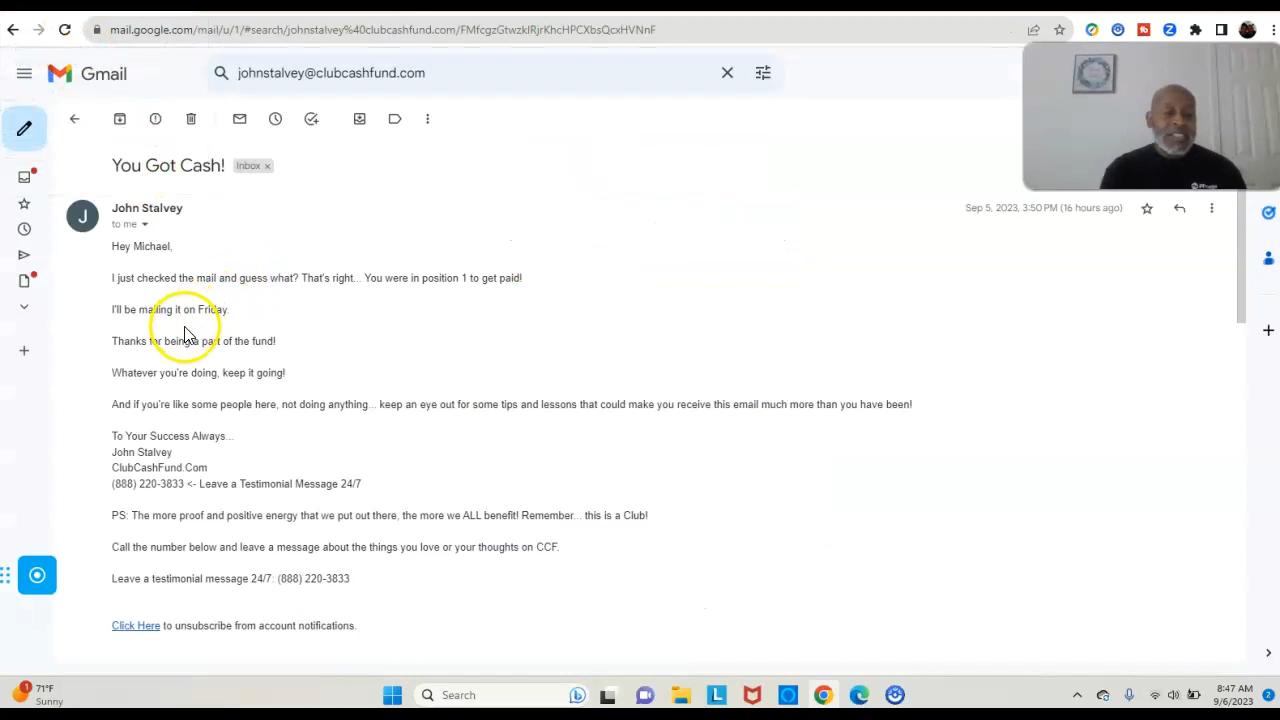 mail.google.com/mail/u/1/#search/johnstalvey%40clubcashfund.com/FMfcgzGtwzklRjrKhcHPCXbsQcxHVNnF
Gmail
johnstalvey@clubcashfund.com
You Got Cash!
Inbox x
John Stalvey
Sep 5, 2023, 3:50 PM (16 hours ago)
J
to me
Hey Michael,
I just checked the mail and guess what? That's right... You were in position 1 to get paid!
I'll be mailing it on Friday.
Thanks for being a part of the fund!
Whatever you're doing, keep it going!
And if you're like some people here, not doing anything... keep an eye out for some tips and lessons that could make you receive this email much more than you have been!
To Your Success Always...
John Stalvey
ClubCashFund.Com
(888) 220-3833 <- Leave a Testimonial Message 24/7
PS: The more proof and positive energy that we put out there, the more we ALL benefit! Remember... this is a Club!
Call the number below and leave a message about the things you love or your thoughts on CCF.
Leave a testimonial message 24/7: (888) 220-3833
Click Here to unsubscribe from account notifications.
1
71°F
Sunny
Search
L
8:47 AM
9/6/2023
2